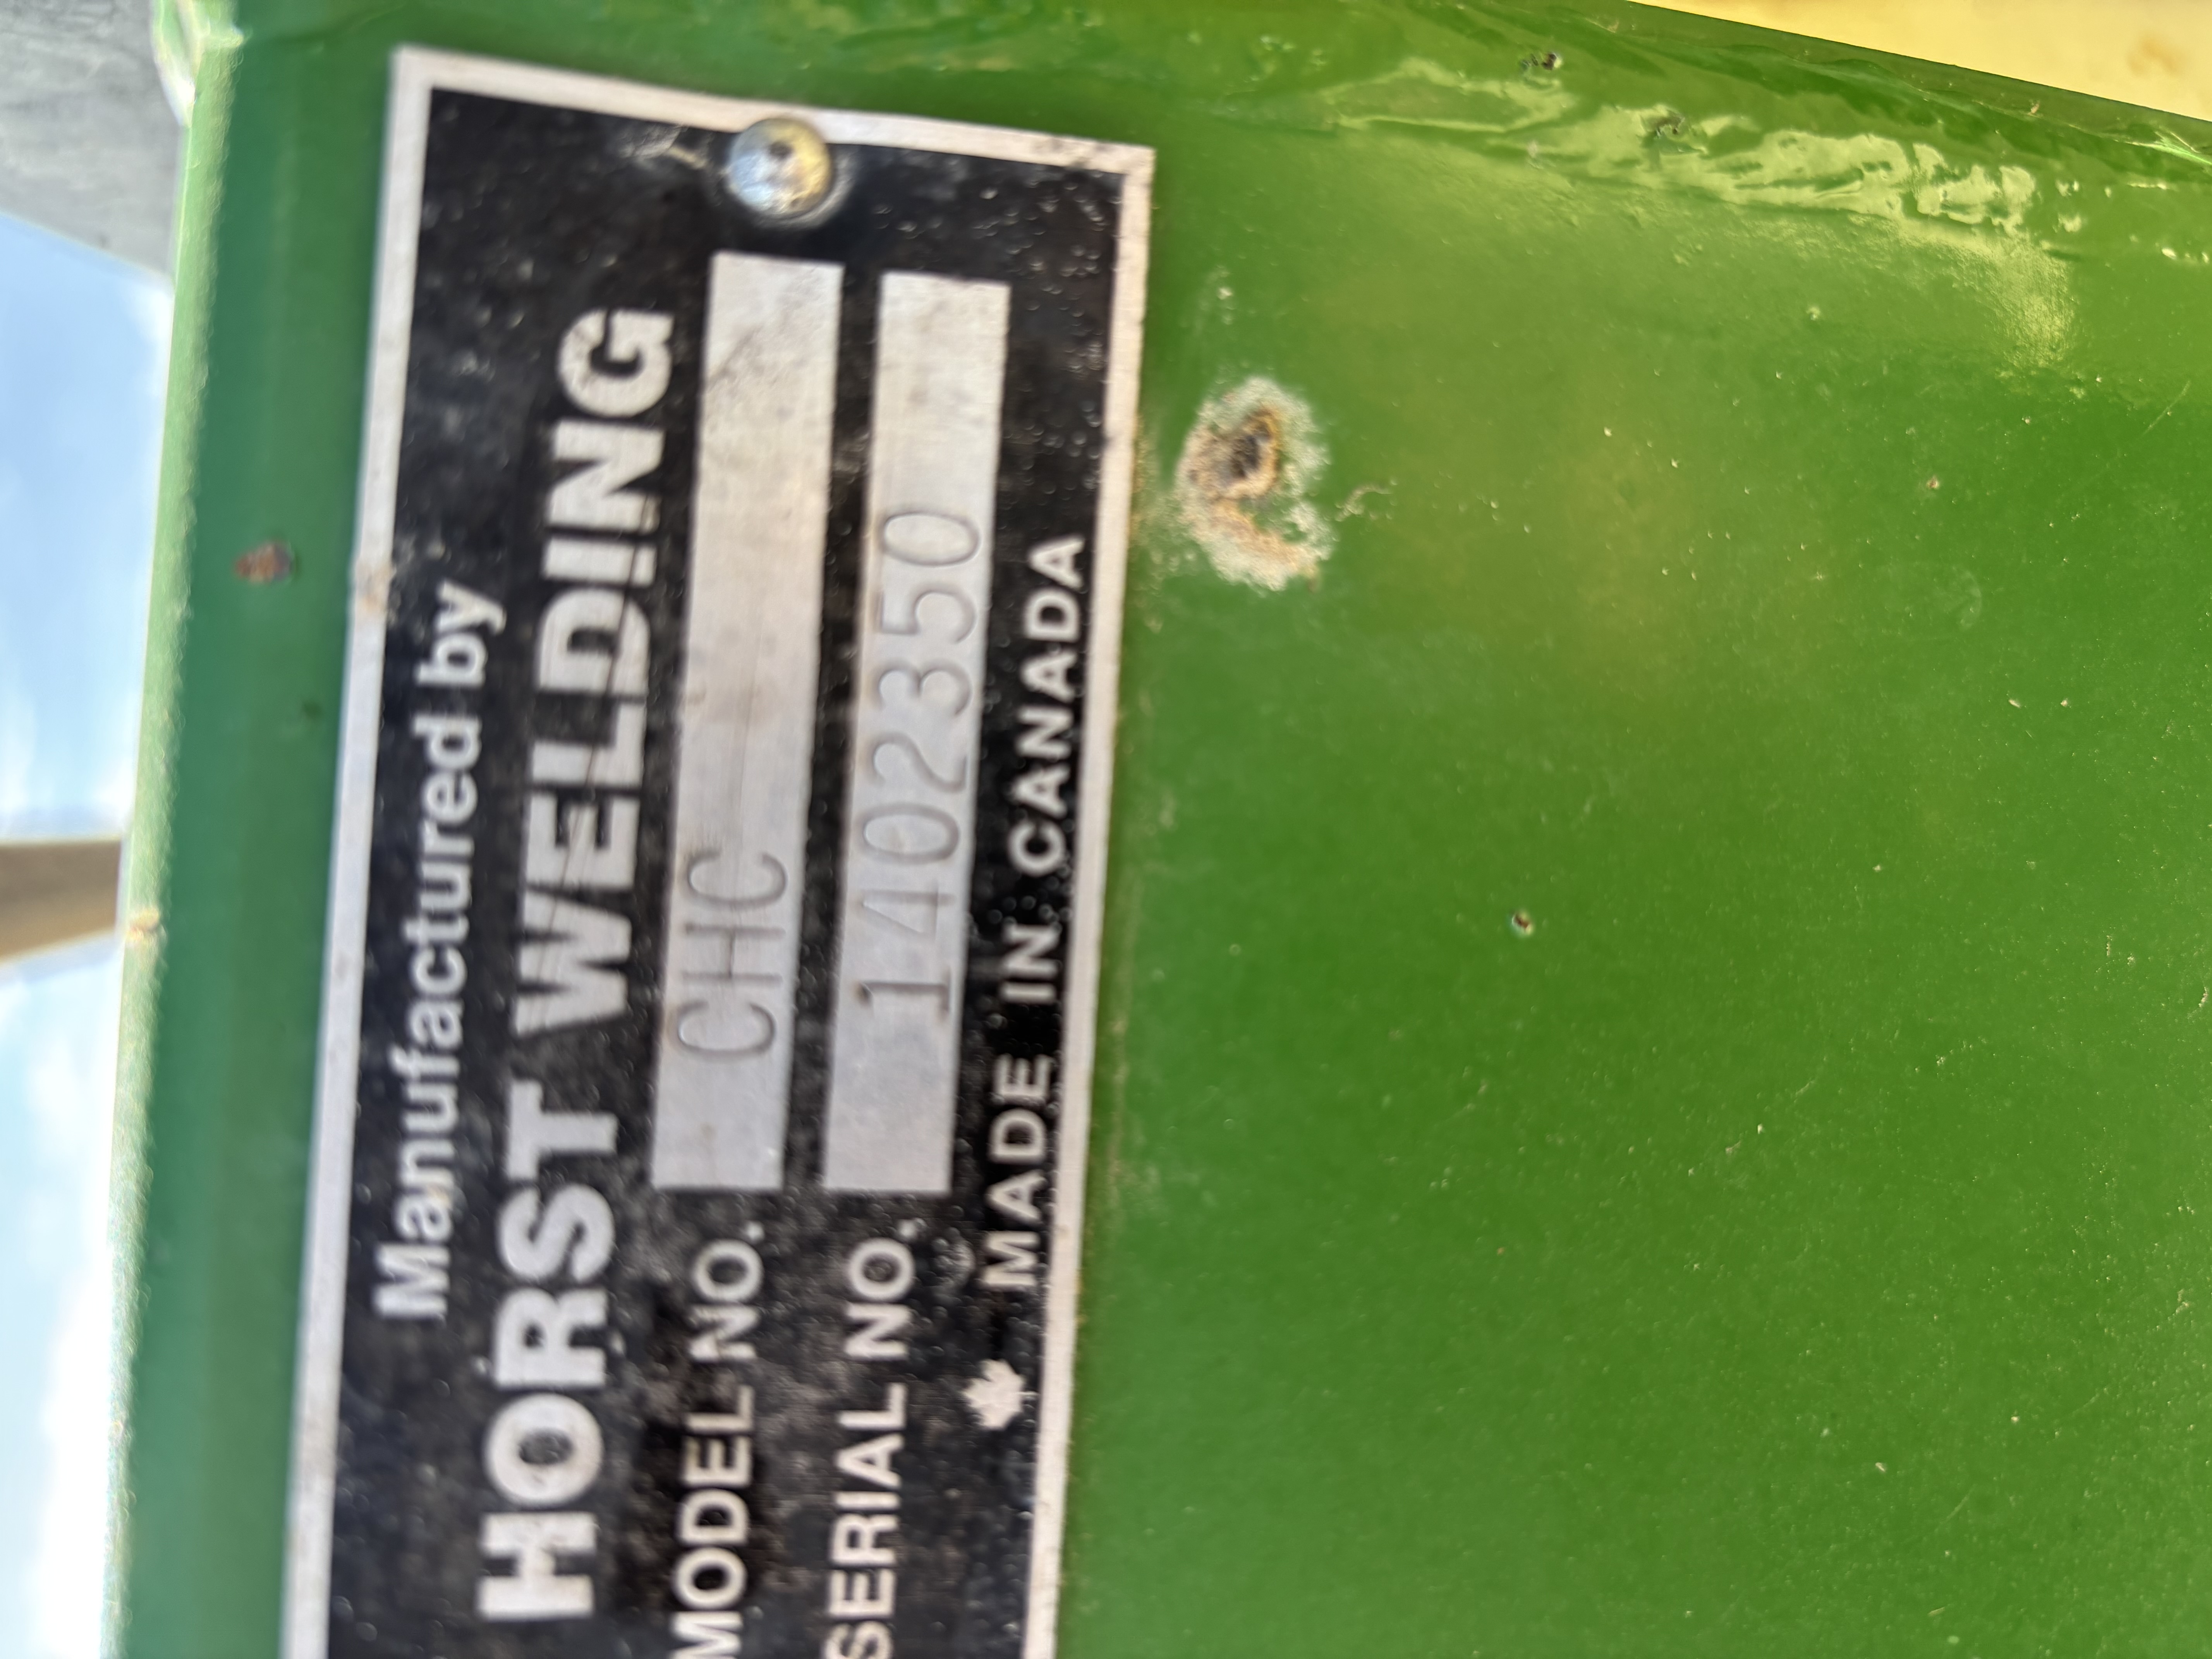 Manufactured by
HORST WELDING
MODEL NO. CHC
SERIAL NO. 1402350
MADE IN CANADA